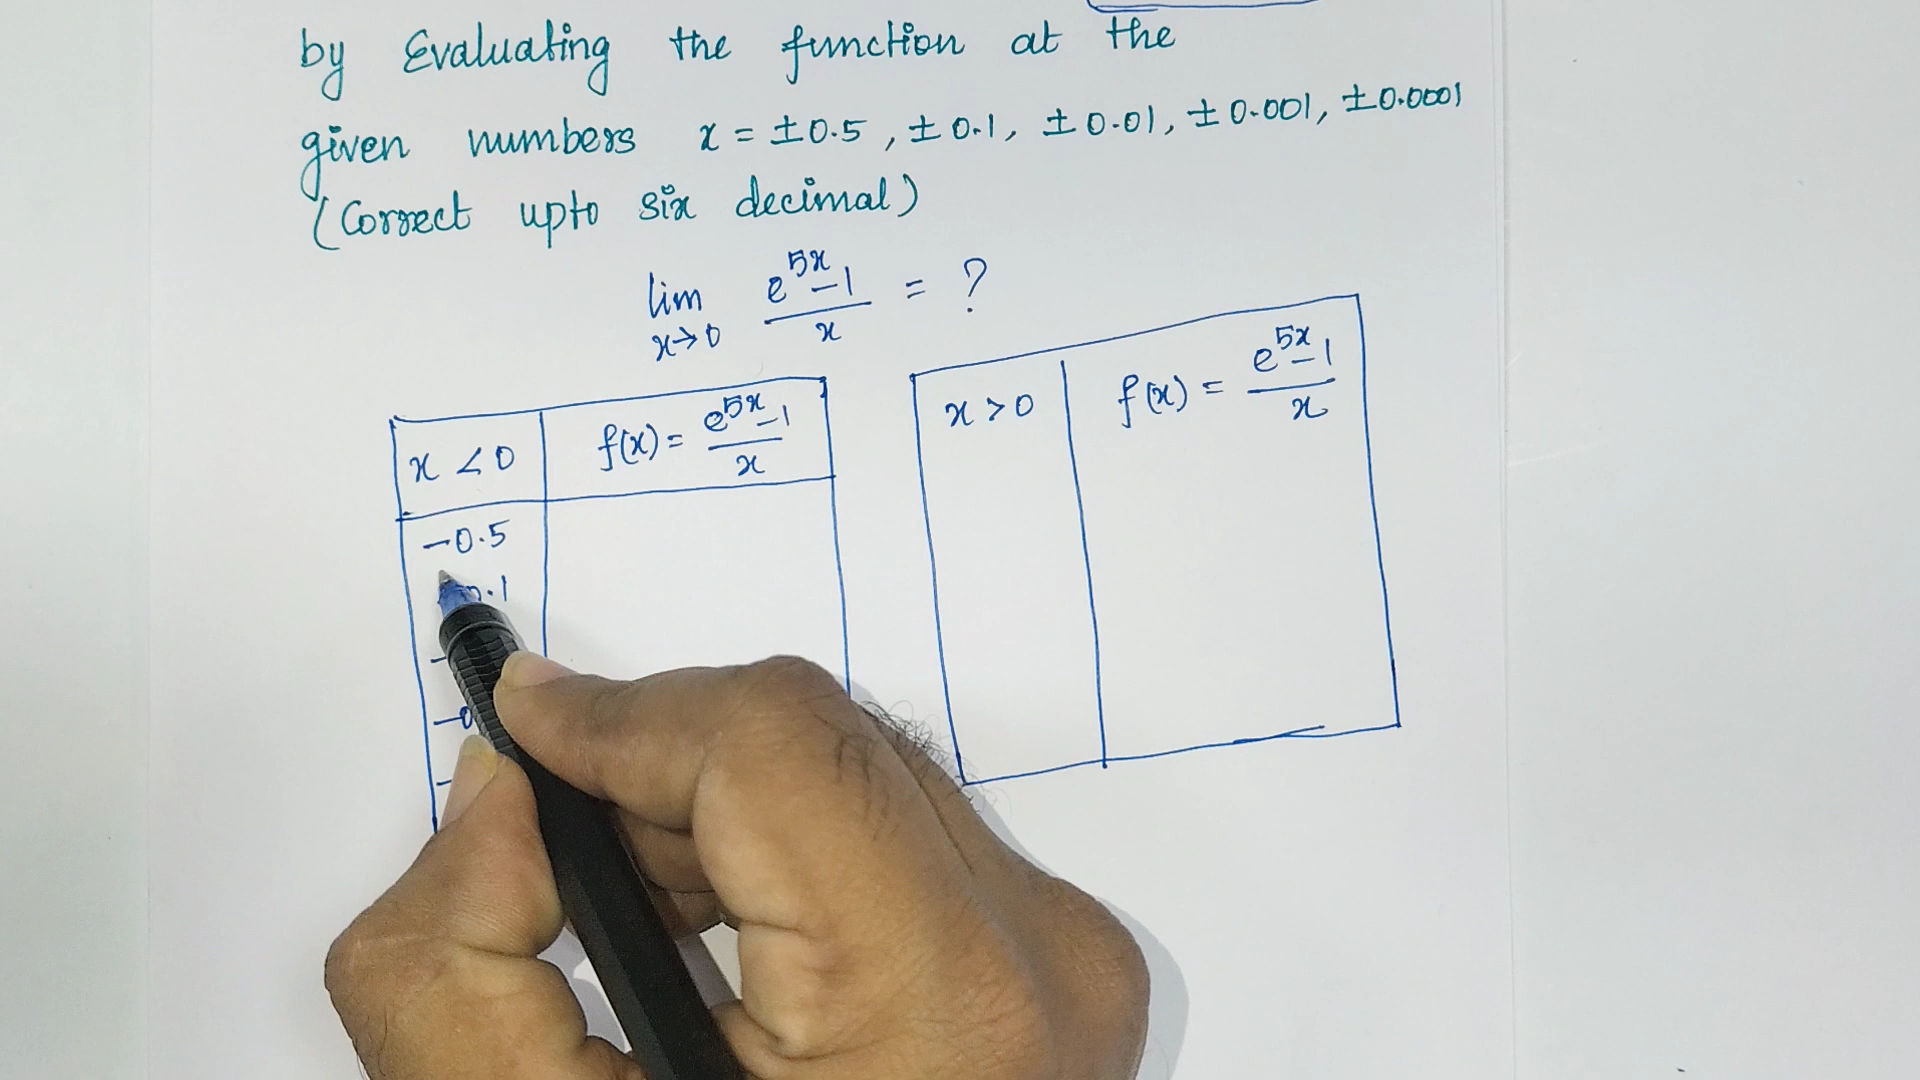 by Evaluating the function at the
given numbers x = ±0.5, ±0.1, ±0.01, ±0.001, ±0.0001
(Correct upto six decimal)
lim x→0 e^5x-1 / x = ?
x < 0 f(x) = e^5x-1 / x
x > 0 f(x) = e^5x-1 / x
-0.5